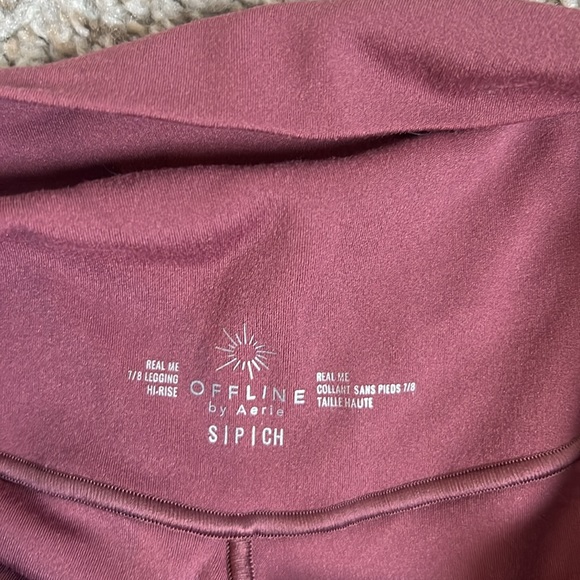 REAL ME
7/8 LEGGING
HI-RISE
OFFLINE
by Aerie
S|P|CH
REAL ME
COLLANT SANS PIEDS 7/8
TAILLE HAUTE